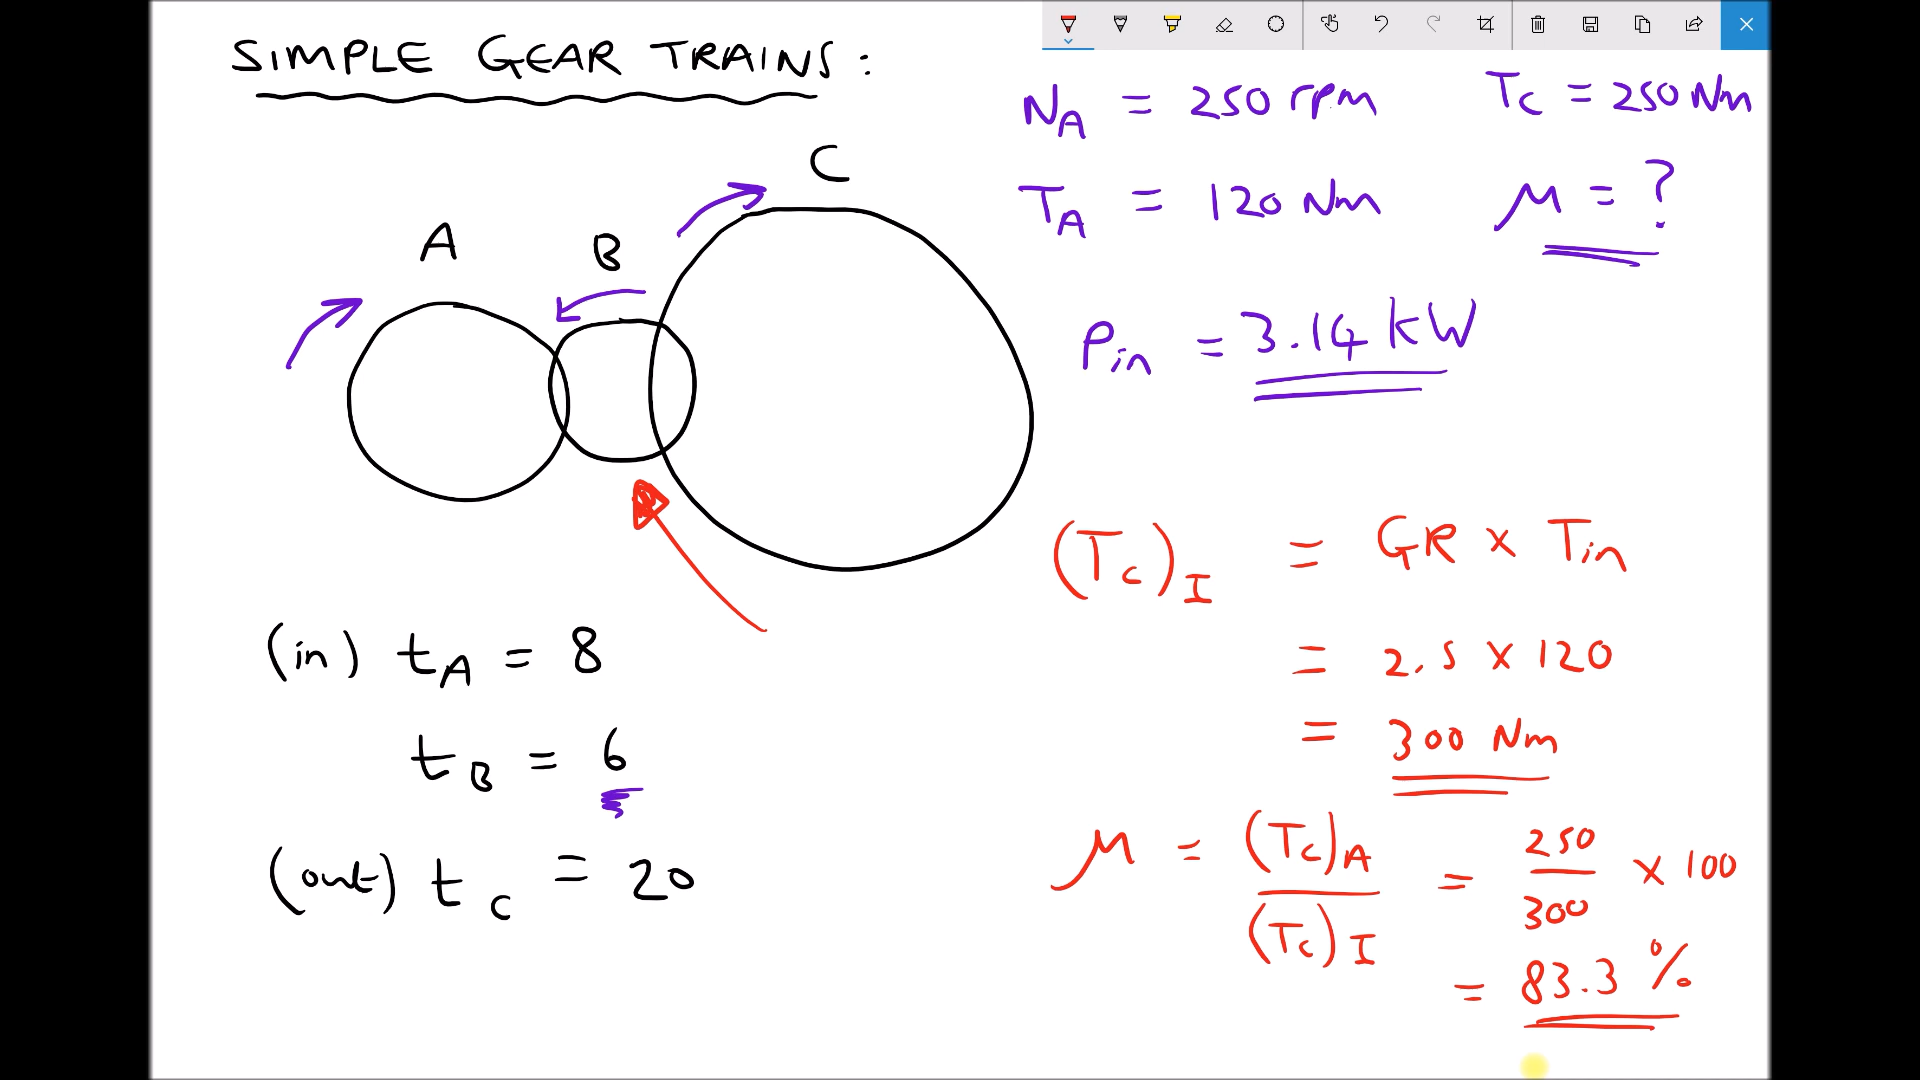 SIMPLE GEAR TRAINS:
A
B
C
(in) tA = 8
tB = 6
(out) tC = 20
NA = 250 rpm
TC = 250 Nm
TA = 120 Nm
μ = ?
Pin = 3.14 kW
(Tc)I = GR × Tin
= 2.5 × 120
= 300 Nm
μ = (Tc)A / (Tc)I = 250 / 300 × 100
= 83.3 %